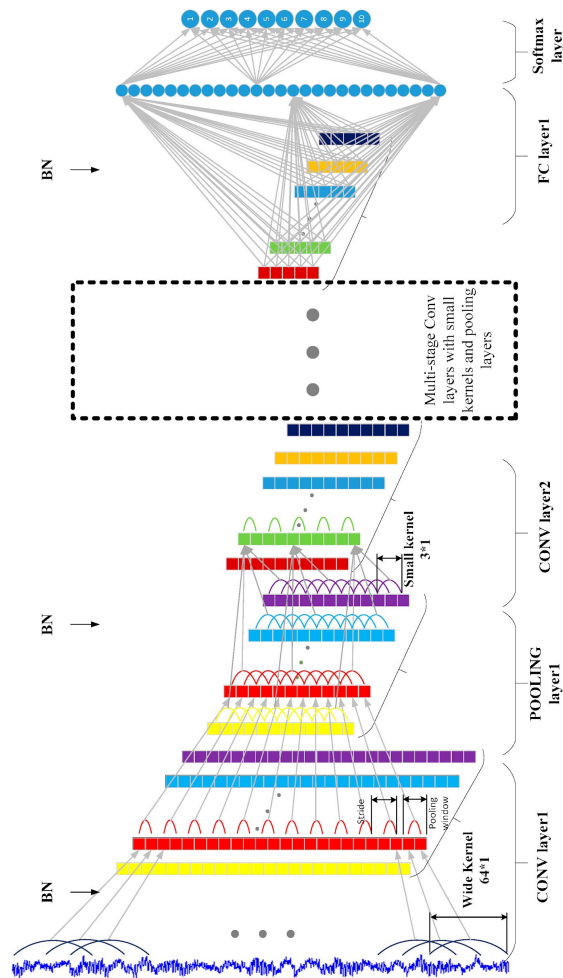 1
2
3
4
5
6
7
8
9
10
Softmax
layer
BN
FC layer1
Multi-stage Conv
layers with small
kernels and pooling
layers
CONV layer2
Small kernel
3*1
BN
POOLING
layer1
Stride
Pooling
window
Wide Kernel
64*1
BN
CONV layer1